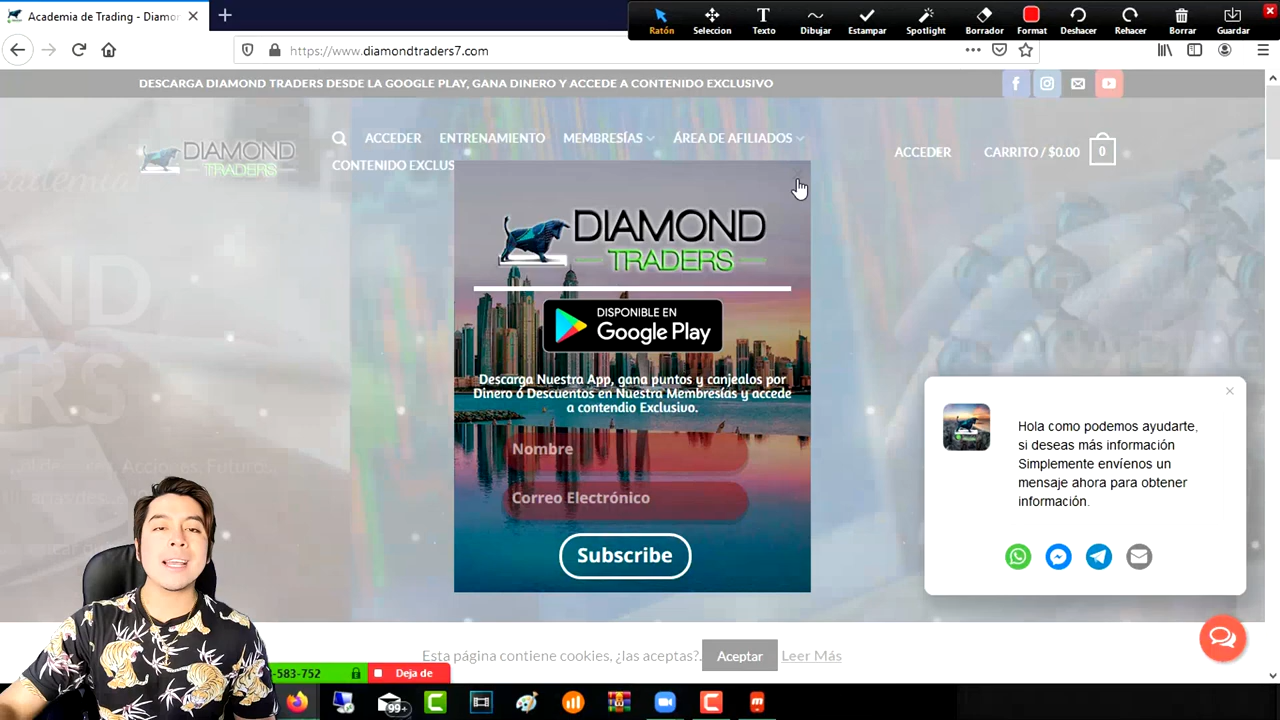 Academia de Trading - Diamor
Ratón
Seleccion
Texto
Dibujar
Estampar
Spotlight
Borrador
Format
Deshacer
Rehacer
Borrar
Guardar
https://www.diamondtraders7.com
DESCARGA DIAMOND TRADERS DESDE LA GOOGLE PLAY, GANA DINERO Y ACCEDE A CONTENIDO EXCLUSIVO
DIAMOND
TRADERS
ACCEDER
ENTRENAMIENTO
MEMBRESÍAS
ÁREA DE AFILIADOS
CONTENIDO EXCLUS
ACCEDER
CARRITO / $0.00
0
DIAMOND
TRADERS
DISPONIBLE EN
Google Play
Descarga Nuestra App, gana puntos y canjealos por
Dinero ó Descuentos en Nuestra Membresías y accede
a contendio Exclusivo.
Nombre
Correo Electrónico
Subscribe
Hola como podemos ayudarte,
si deseas más información
Simplemente envíenos un
mensaje ahora para obtener
información.
Esta página contiene cookies, ¿las aceptas?.
Aceptar
Leer Más
-583-752
Deja de
99+